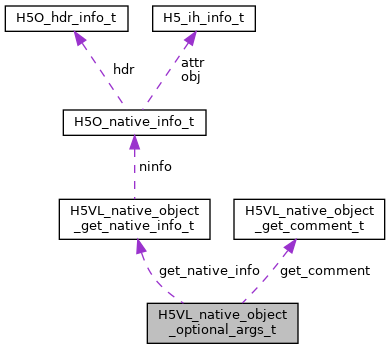 H5O_hdr_info_t
H5_ih_info_t
hdr
attr
obj
H5O_native_info_t
ninfo
H5VL_native_object
_get_native_info_t
H5VL_native_object
_get_comment_t
get_native_info
get_comment
H5VL_native_object
_optional_args_t